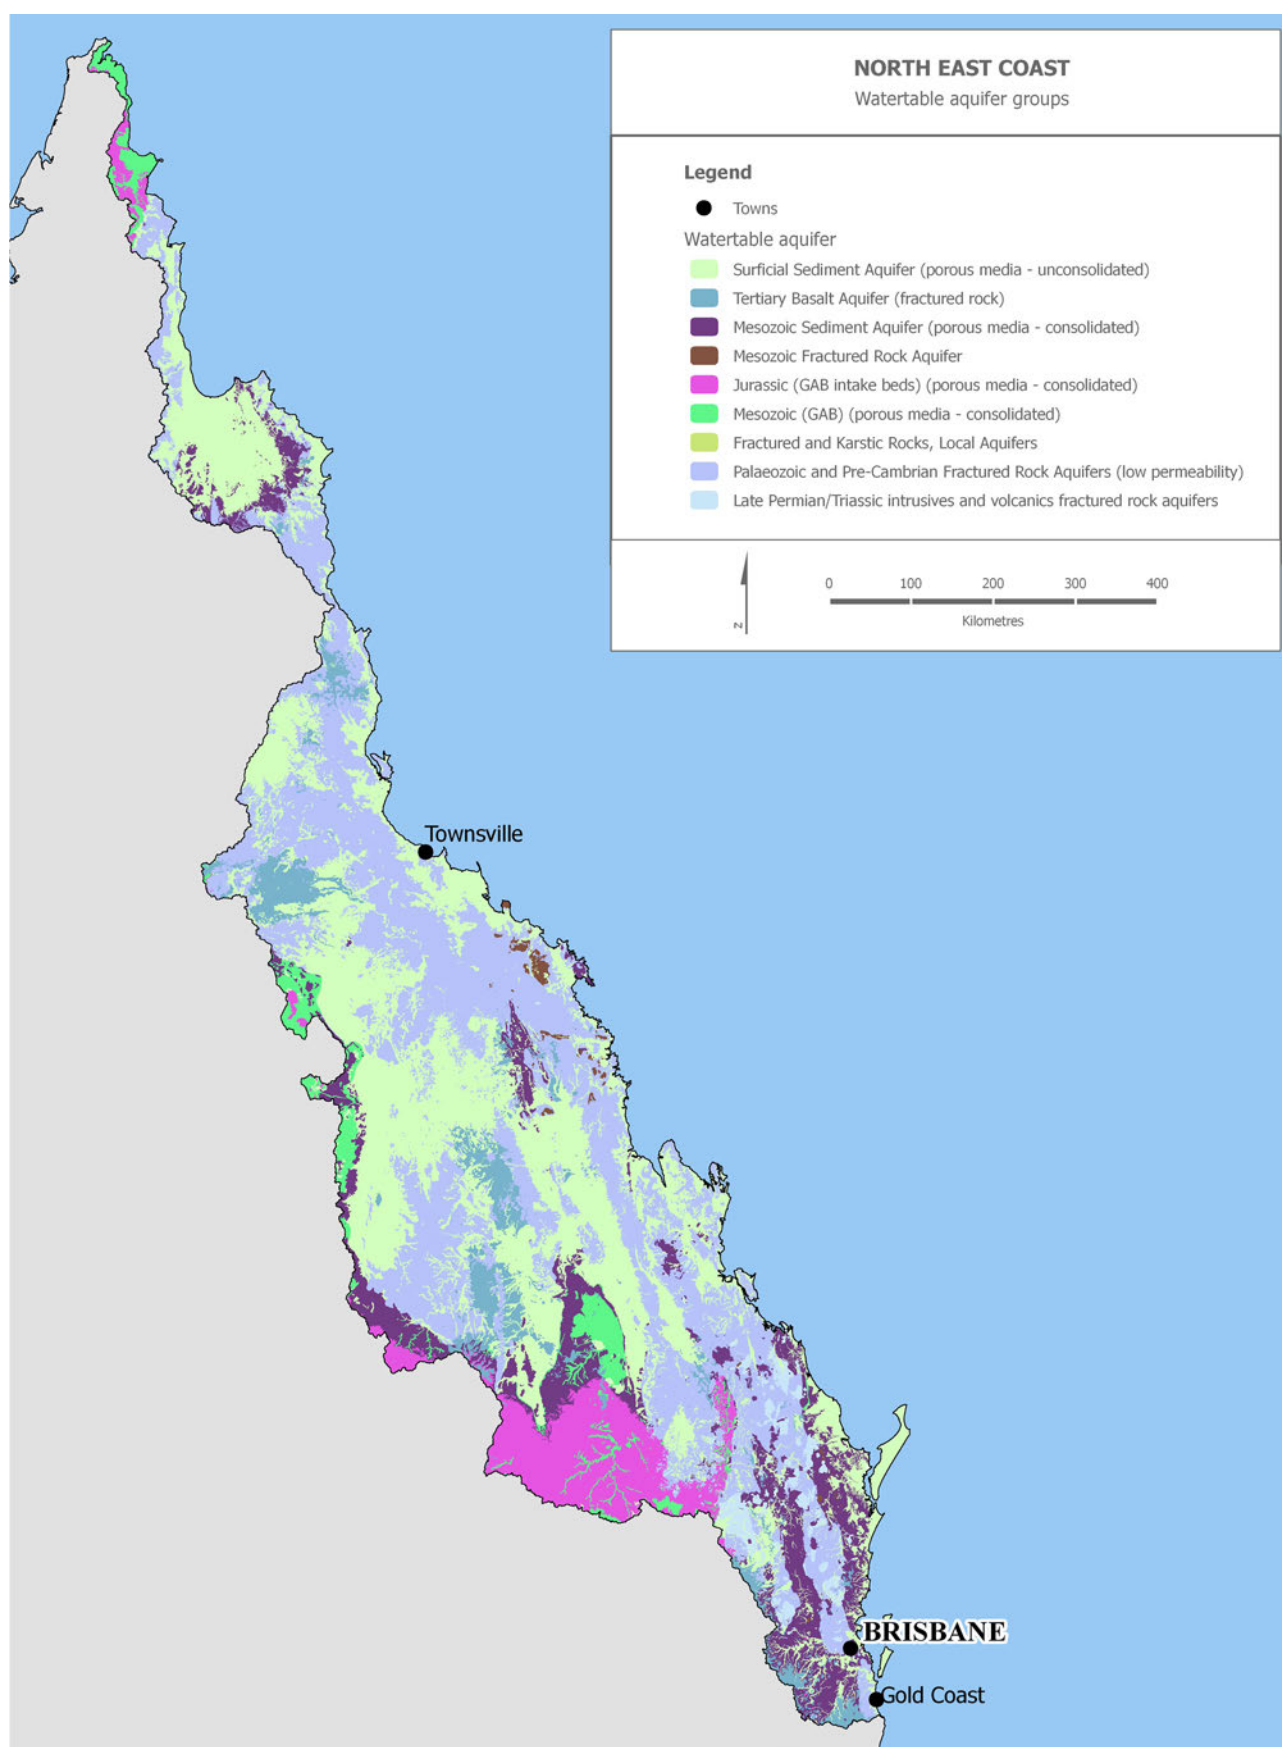 NORTH EAST COAST
Watertable aquifer groups
Legend
Towns
Watertable aquifer
Surficial Sediment Aquifer (porous media - unconsolidated)
Tertiary Basalt Aquifer (fractured rock)
Mesozoic Sediment Aquifer (porous media - consolidated)
Mesozoic Fractured Rock Aquifer
Jurassic (GAB intake beds) (porous media - consolidated)
Mesozoic (GAB) (porous media - consolidated)
Fractured and Karstic Rocks, Local Aquifers
Palaeozoic and Pre-Cambrian Fractured Rock Aquifers (low permeability)
Late Permian/Triassic intrusives and volcanics fractured rock aquifers
0 100 200 300 400
N
Kilometres
Townsville
BRISBANE
Gold Coast